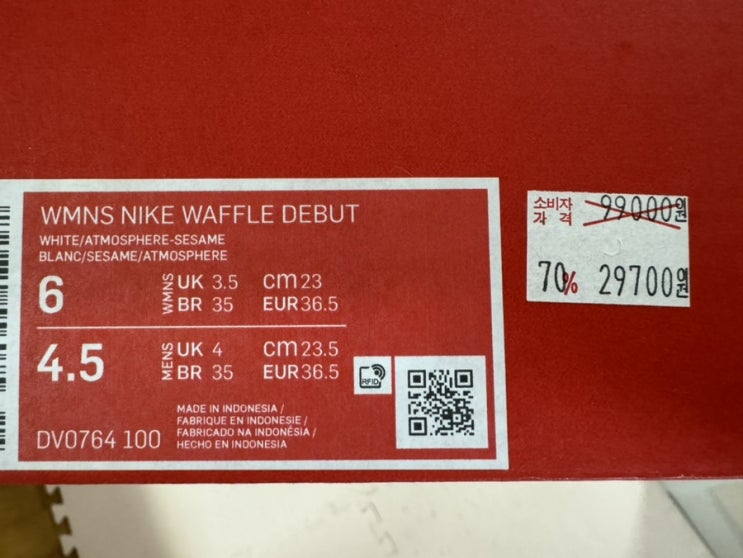 WMNS NIKE WAFFLE DEBUT
WHITE/ATMOSPHERE-SESAME
BLANC/SESAME/ATMOSPHERE
6 WMNS UK 3.5 cm 23
BR 35 EUR 36.5
4.5 MENS UK 4 cm 23.5
BR 35 EUR 36.5
RFID
DV0764 100
MADE IN INDONESIA /
FABRIQUE EN INDONESIE /
FABRICADO NA INDONÉSIA /
HECHO EN INDONESIA
소비자
가 격 99000원
70% 29700원